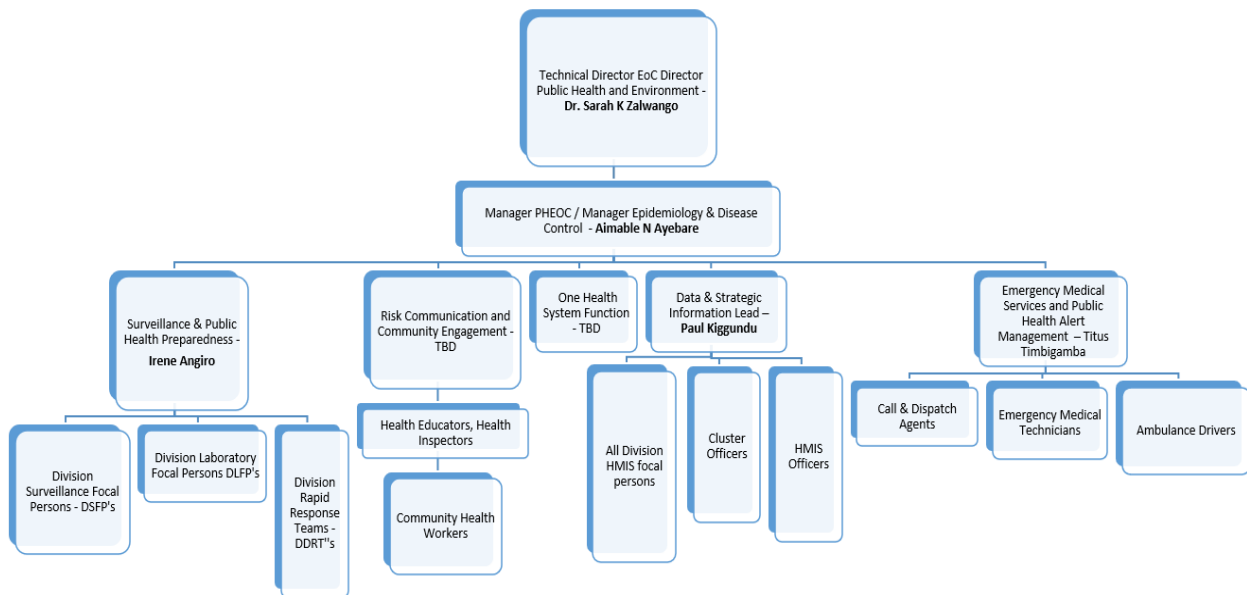 Technical Director EoC Director
Public Health and Environment -
Dr. Sarah K Zalwango
Manager PHEOC / Manager Epidemiology & Disease
Control - Aimable N Ayebare
Surveillance & Public
Health Preparedness -
Irene Angiro
Risk Communication and
Community Engagement -
TBD
One Health
System Function
- TBD
Data & Strategic
Information Lead –
Paul Kiggundu
Emergency Medical
Services and Public
Health Alert
Management – Titus
Timbigamba
Division
Surveillance Focal
Persons - DSFP's
Division Laboratory
Focal Persons DLFP's
Division
Rapid
Response
Teams -
DDRT"s
Health Educators, Health
Inspectors
Community Health
Workers
All Division
HMIS focal
persons
Cluster
Officers
HMIS
Officers
Call & Dispatch
Agents
Emergency Medical
Technicians
Ambulance Drivers